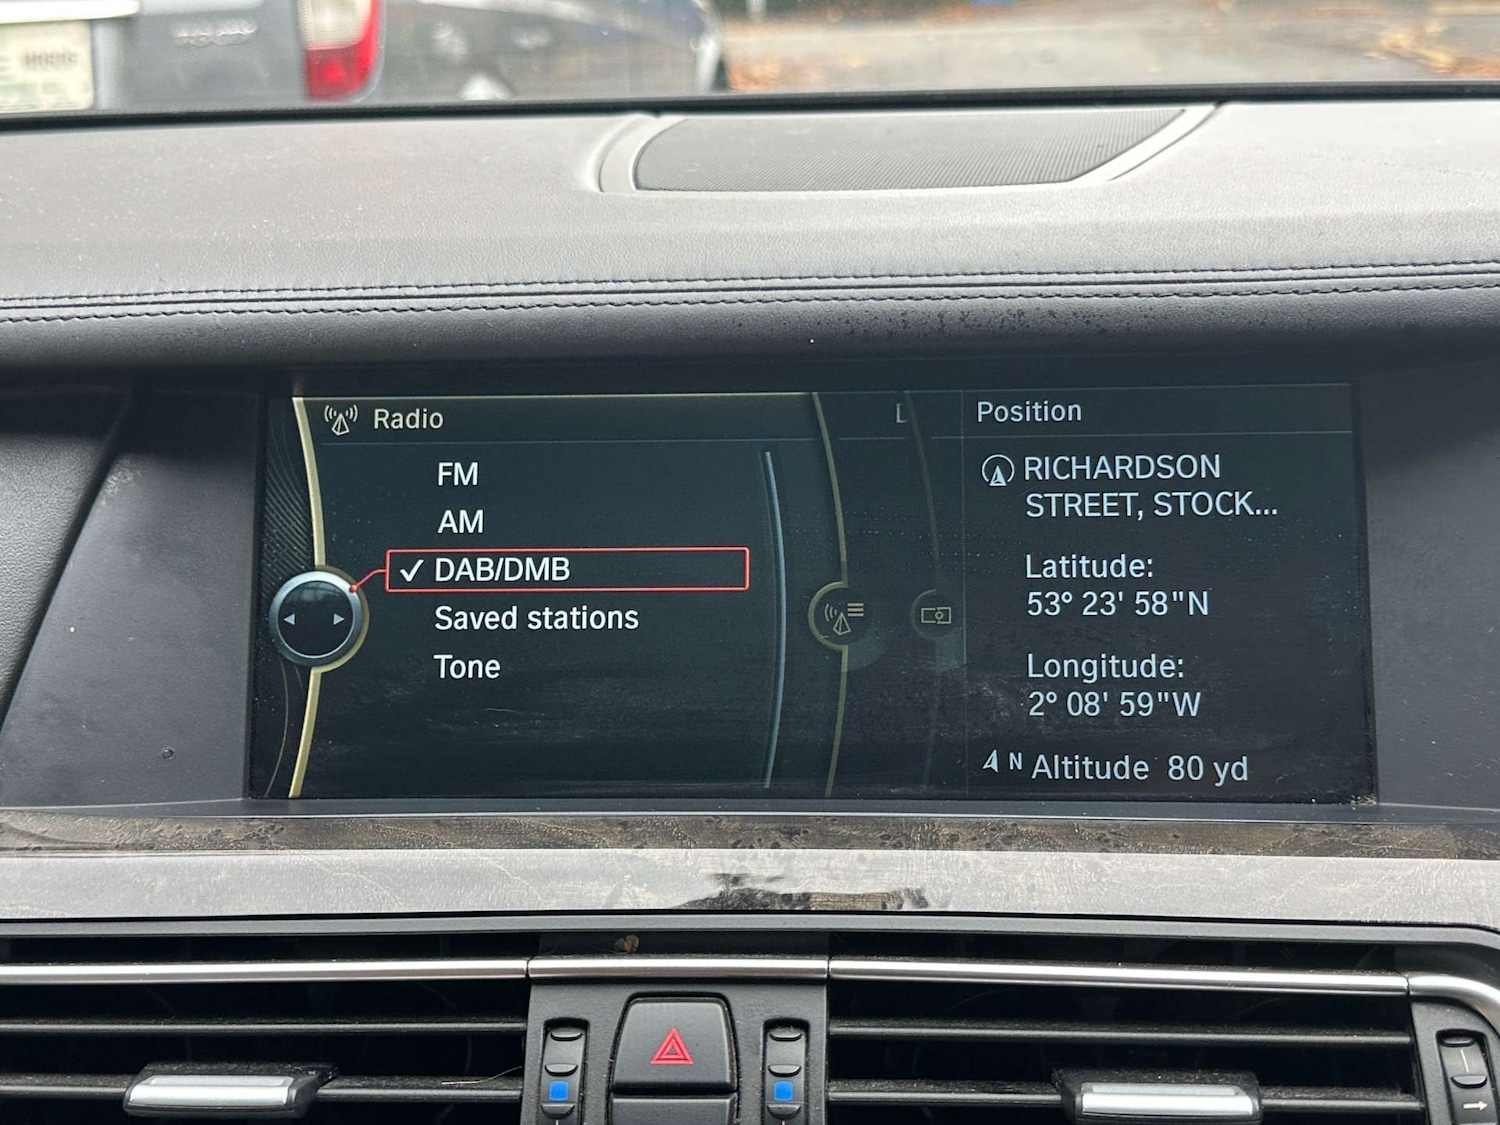 Radio
FM
AM
DAB/DMB
Saved stations
Tone
D
Position
RICHARDSON
STREET, STOCK...
Latitude:
53° 23' 58"N
Longitude:
2° 08' 59"W
N Altitude 80 yd